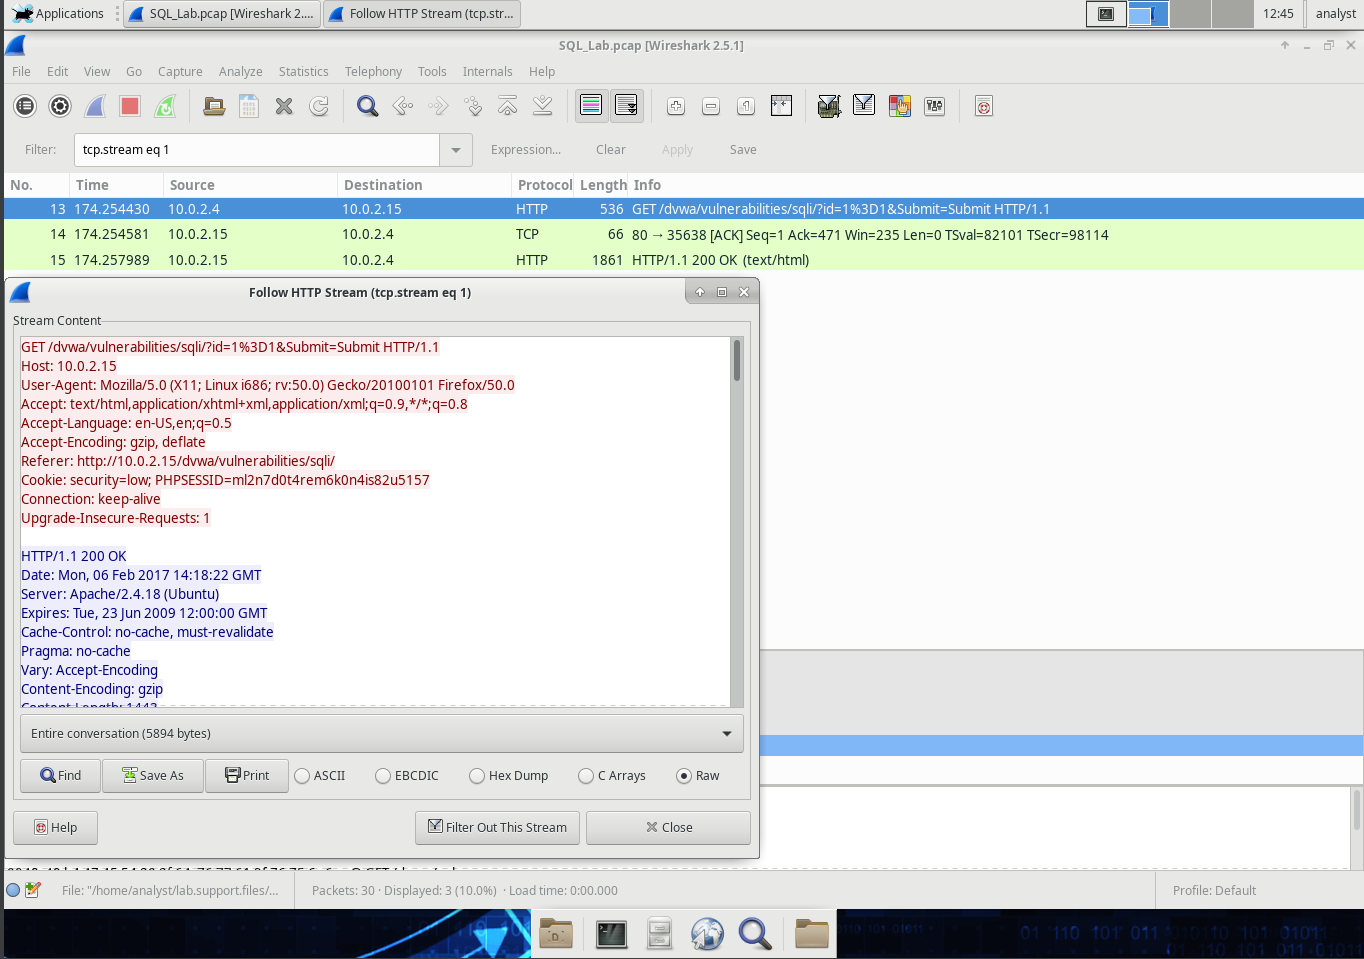 Applications
SQL_Lab.pcap [Wireshark 2....
Follow HTTP Stream (tcp.str...
12:45
analyst
SQL_Lab.pcap [Wireshark 2.5.1]
File Edit View Go Capture Analyze Statistics Telephony Tools Internals Help
Filter: tcp.stream eq 1 Expression... Clear Apply Save
No. Time Source Destination Protocol Length Info
13 174.254430 10.0.2.4 10.0.2.15 HTTP 536 GET /dvwa/vulnerabilities/sqli/?id=1%3D1&Submit=Submit HTTP/1.1
14 174.254581 10.0.2.15 10.0.2.4 TCP 66 80 → 35638 [ACK] Seq=1 Ack=471 Win=235 Len=0 TSval=82101 TSecr=98114
15 174.257989 10.0.2.15 10.0.2.4 HTTP 1861 HTTP/1.1 200 OK (text/html)
Follow HTTP Stream (tcp.stream eq 1)
Stream Content
GET /dvwa/vulnerabilities/sqli/?id=1%3D1&Submit=Submit HTTP/1.1
Host: 10.0.2.15
User-Agent: Mozilla/5.0 (X11; Linux i686; rv:50.0) Gecko/20100101 Firefox/50.0
Accept: text/html,application/xhtml+xml,application/xml;q=0.9,*/*;q=0.8
Accept-Language: en-US,en;q=0.5
Accept-Encoding: gzip, deflate
Referer: http://10.0.2.15/dvwa/vulnerabilities/sqli/
Cookie: security=low; PHPSESSID=ml2n7d0t4rem6k0n4is82u5157
Connection: keep-alive
Upgrade-Insecure-Requests: 1
HTTP/1.1 200 OK
Date: Mon, 06 Feb 2017 14:18:22 GMT
Server: Apache/2.4.18 (Ubuntu)
Expires: Tue, 23 Jun 2009 12:00:00 GMT
Cache-Control: no-cache, must-revalidate
Pragma: no-cache
Vary: Accept-Encoding
Content-Encoding: gzip
Content-Length: 1443
Entire conversation (5894 bytes)
Find Save As Print ASCII EBCDIC Hex Dump C Arrays Raw
Help Filter Out This Stream Close
File: "/home/analyst/lab.support.files/... Packets: 30 · Displayed: 3 (10.0%) · Load time: 0:00.000 Profile: Default